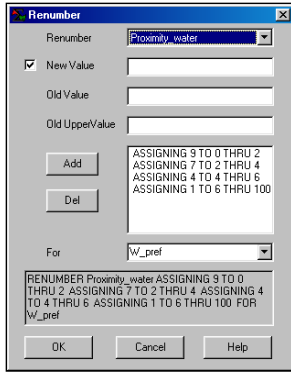 Renumber
Renumber
Proximity_water
New Value
Old Value
Old UpperValue
Add
Del
ASSIGNING 9 TO 0 THRU 2
ASSIGNING 7 TO 2 THRU 4
ASSIGNING 4 TO 4 THRU 6
ASSIGNING 1 TO 6 THRU 100
For
W_pref
RENUMBER Proximity_water ASSIGNING 9 TO 0
THRU 2 ASSIGNING 7 TO 2 THRU 4 ASSIGNING 4
TO 4 THRU 6 ASSIGNING 1 TO 6 THRU 100 FOR
W_pref
OK
Cancel
Help